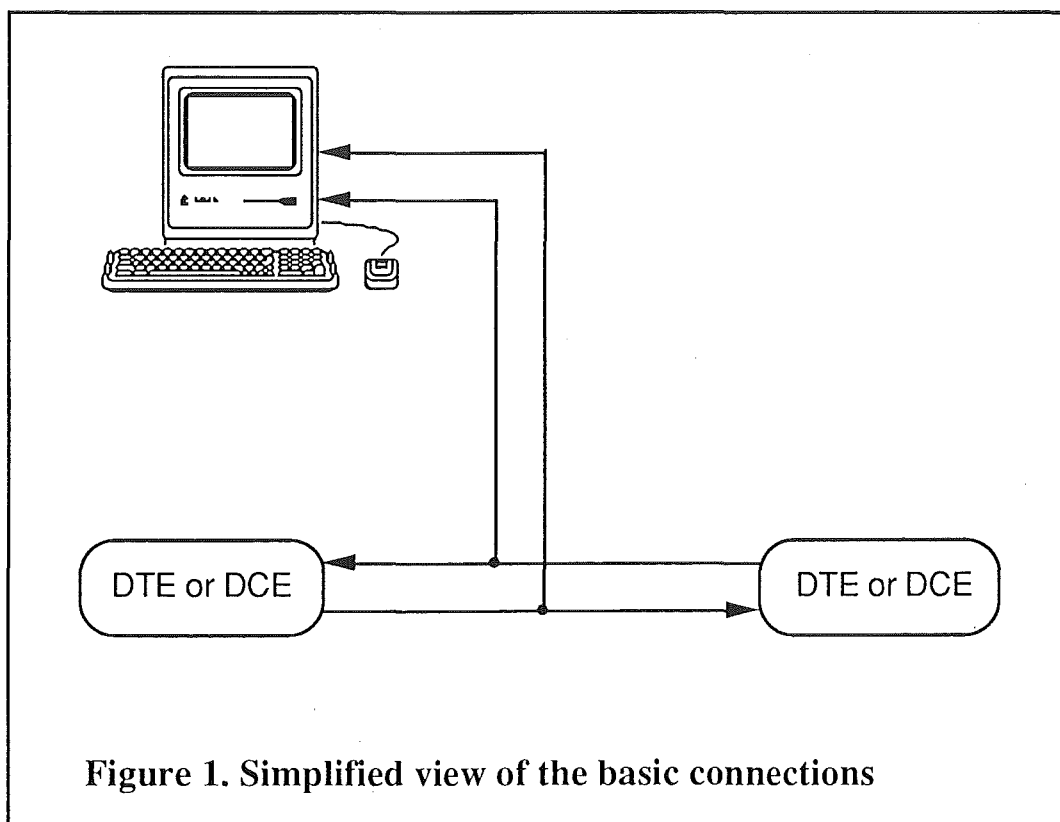 DTE or DCE
DTE or DCE
Figure 1. Simplified view of the basic connections